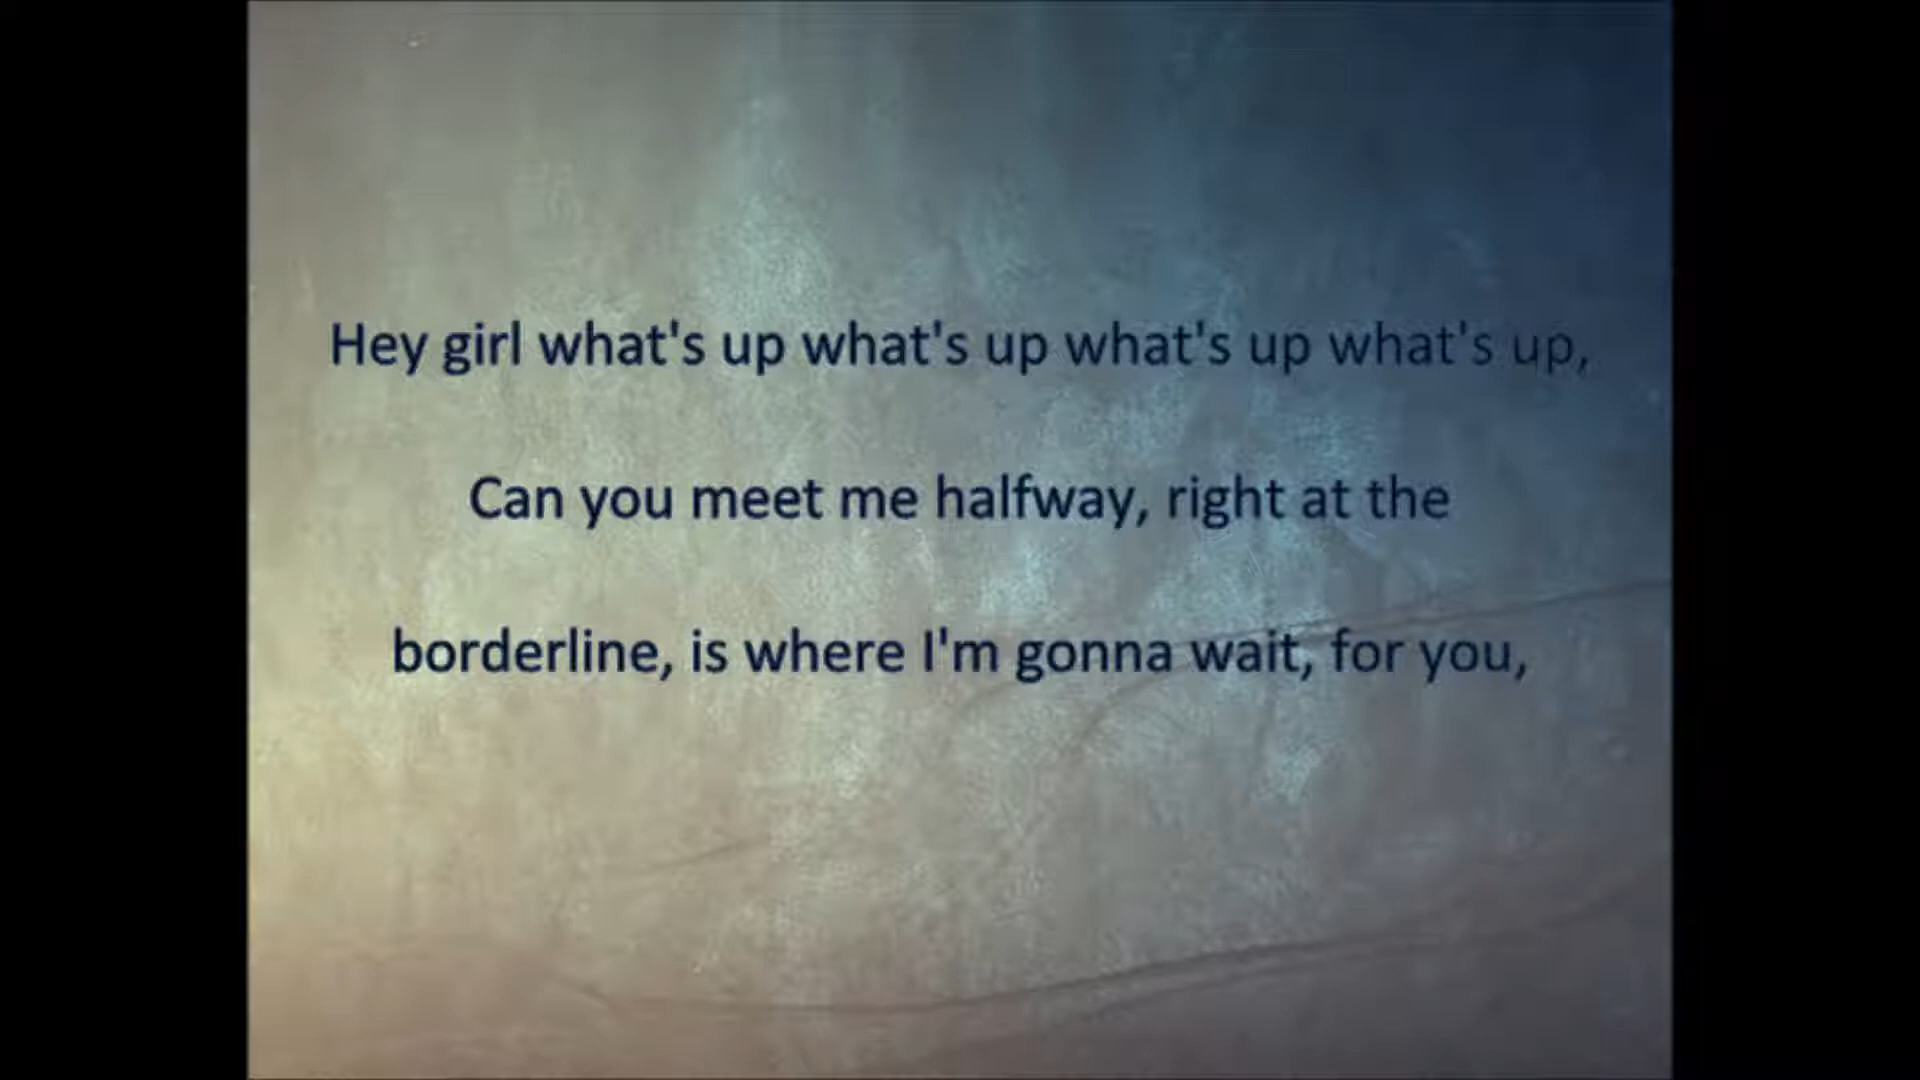 Hey girl what's up what's up what's up what's up,
Can you meet me halfway, right at the
borderline, is where I'm gonna wait, for you,